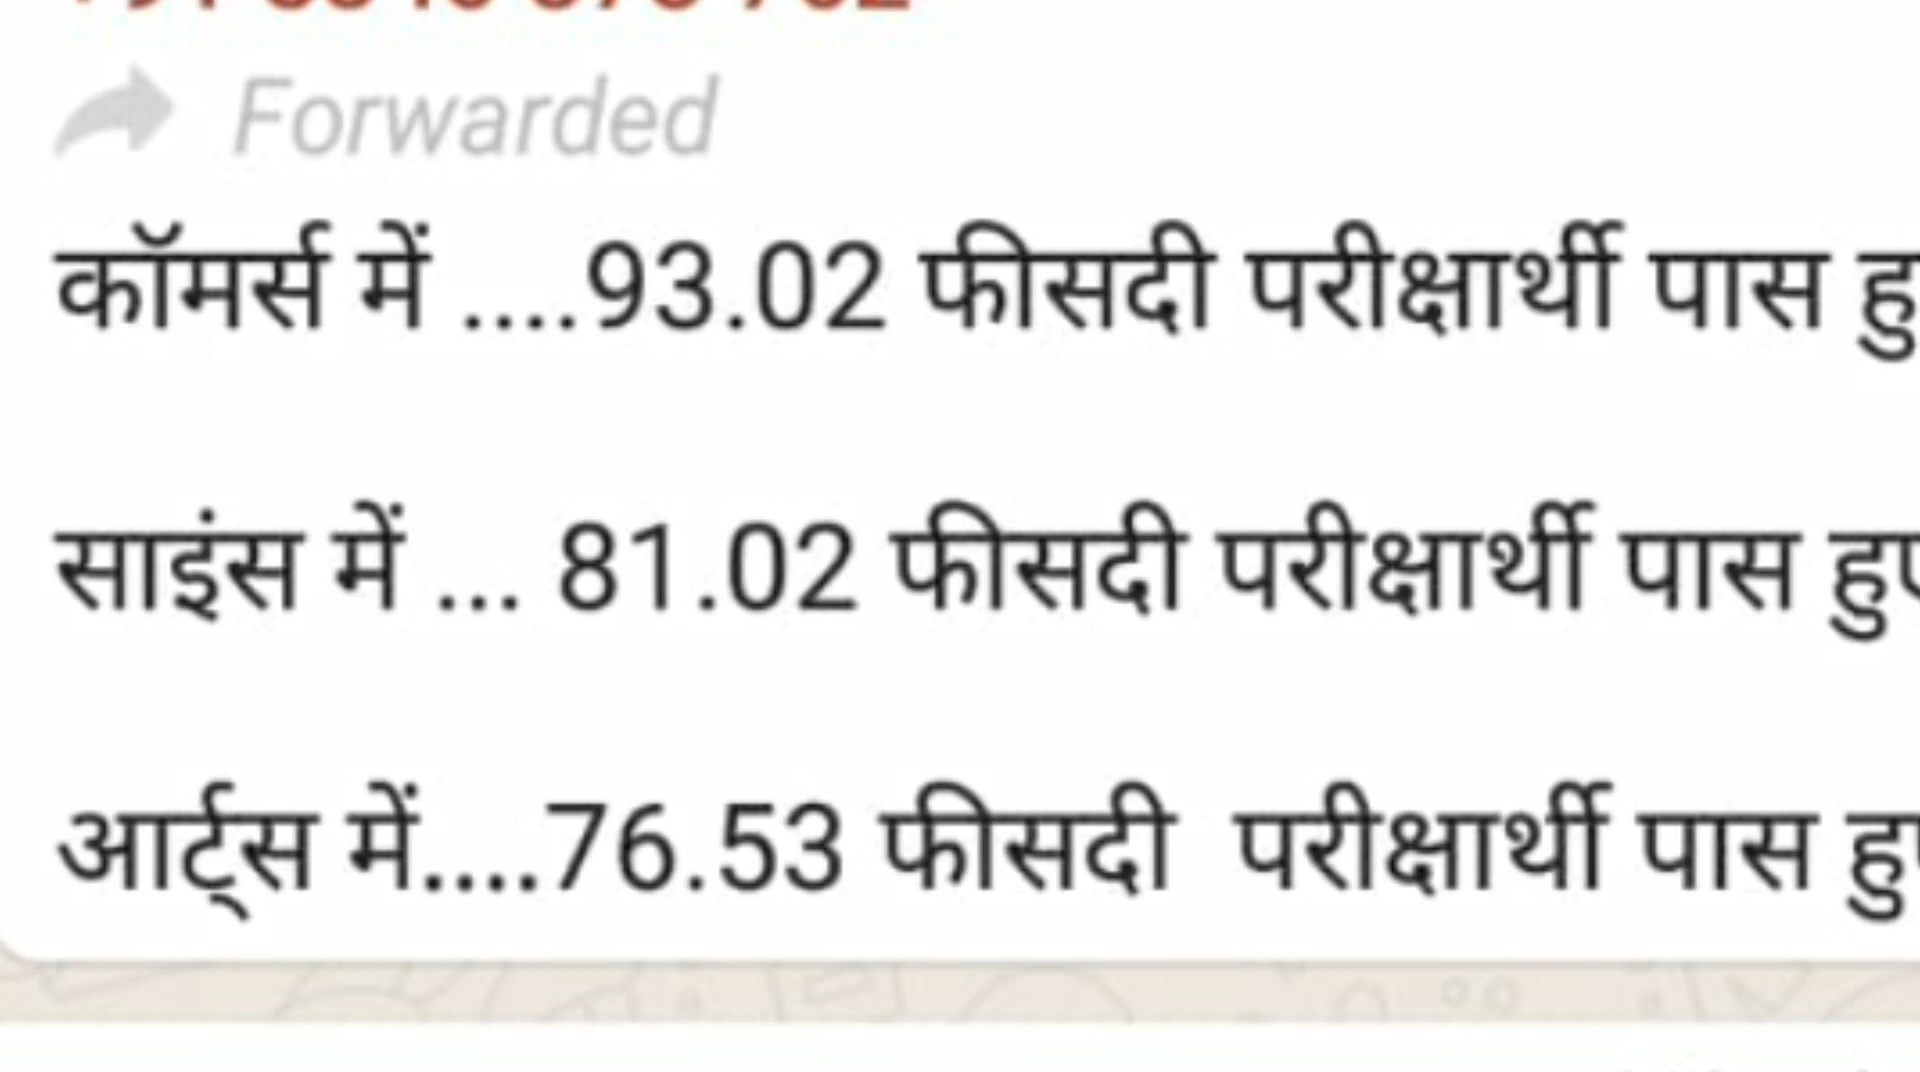 Forwarded
कॉमर्स में ....93.02 फीसदी परीक्षार्थी पास
साइंस में ... 81.02 फीसदी परीक्षार्थी पास
आर्ट्स में....76.53 फीसदी परीक्षार्थी पास